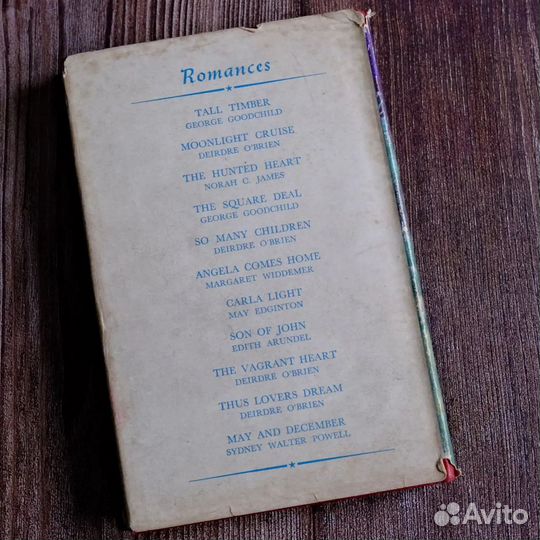 Romances
TALL TIMBER
GEORGE GOODCHILD
MOONLIGHT CRUISE
DEIRDRE O'BRIEN
THE HUNTED HEART
NORAH C. JAMES
THE SQUARE DEAL
GEORGE GOODCHILD
SO MANY CHILDREN
DEIRDRE O'BRIEN
ANGELA COMES HOME
MARGARET WIDDEMER
CARLA LIGHT
MAY EDGINTON
SON OF JOHN
EDITH ARUNDEL
THE VAGRANT HEART
DEIRDRE O'BRIEN
THUS LOVERS DREAM
DEIRDRE O'BRIEN
MAY AND DECEMBER
SYDNEY WALTER POWELL
Avito